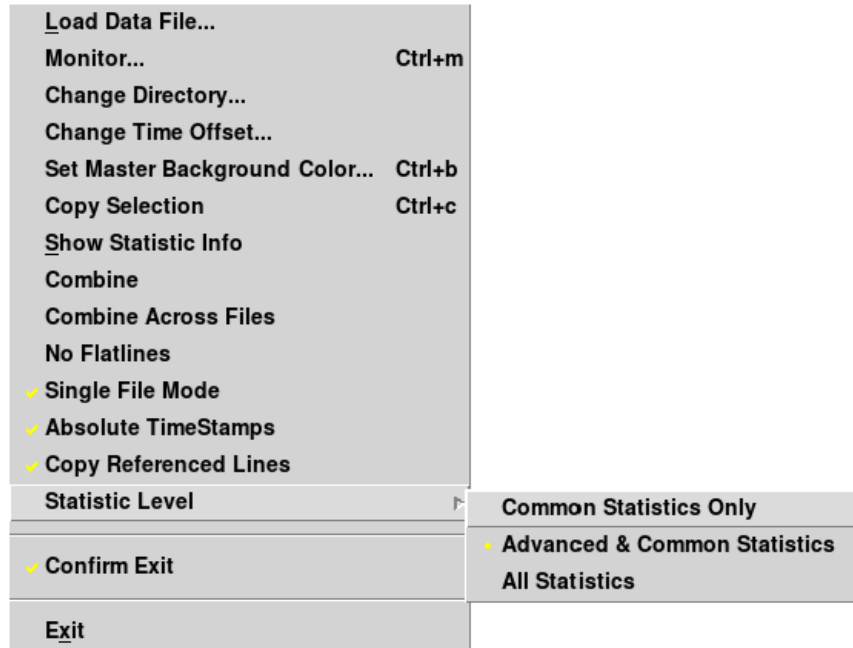 Load Data File...
Monitor... Ctrl+m
Change Directory...
Change Time Offset...
Set Master Background Color... Ctrl+b
Copy Selection Ctrl+c
Show Statistic Info
Combine
Combine Across Files
No Flatlines
Single File Mode
Absolute TimeStamps
Copy Referenced Lines
Statistic Level
Common Statistics Only
Advanced & Common Statistics
All Statistics
Confirm Exit
Exit